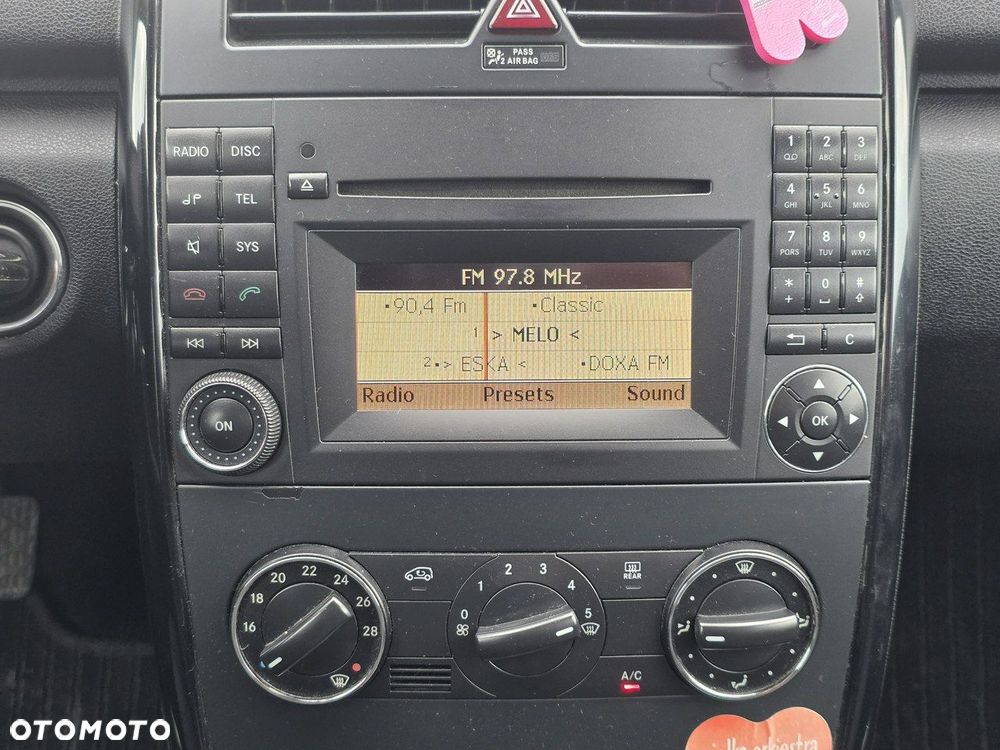 PASS
2 AIR BAG OFF
RADIO DISC
TEL
SYS
ON
1 2 ABC 3 DEF
4 GHI 5 JKL 6 MNO
7 PQRS 8 TUV 9 WXYZ
* + 0 #
C
OK
FM 97.8 MHz
90,4 Fm Classic
1 > MELO <
2 > ESKA < DOXA FM
Radio Presets Sound
16 18 20 22 24 26 28
0 1 2 3 4 5
REAR
A/C
OTOMOTO
orkiestra